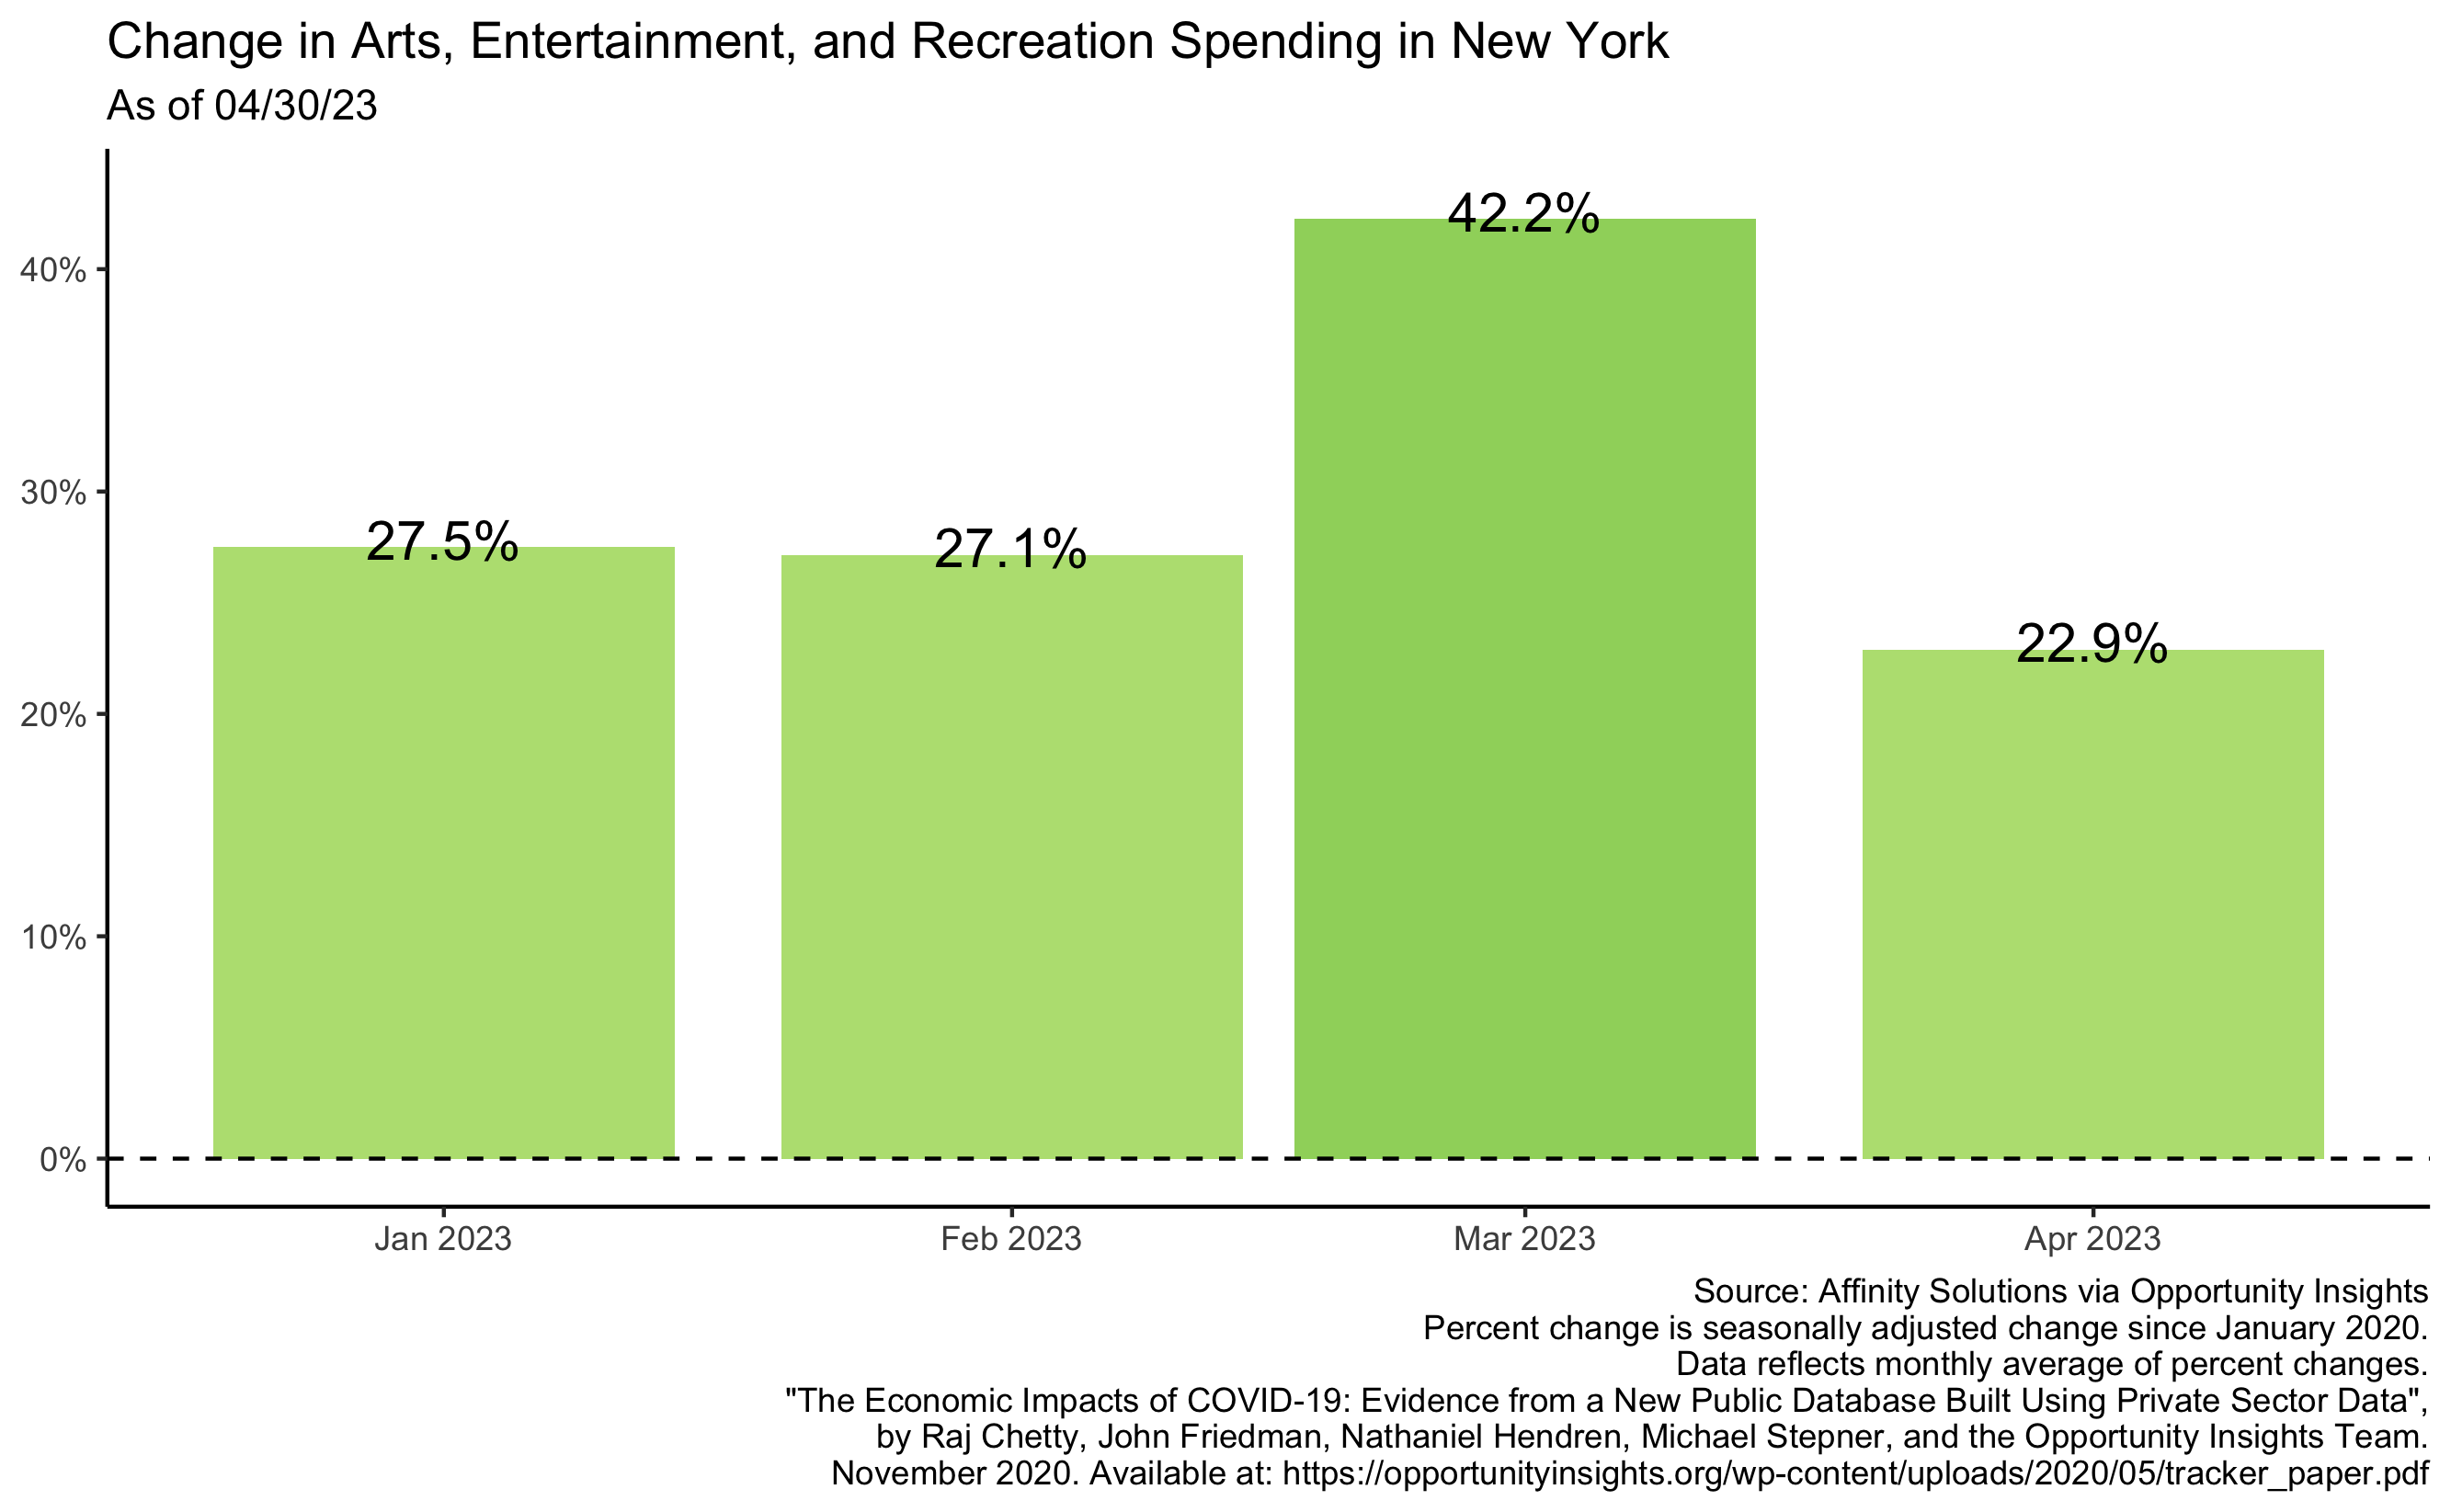 Change in Arts, Entertainment, and Recreation Spending in New York
As of 04/30/23
42.2%
40%
30%
27.5%
27.1%
22.9%
20%
10%
0%
Jan 2023
Feb 2023
Mar 2023
Apr 2023
Source: Affinity Solutions via Opportunity Insights
Percent change is seasonally adjusted change since January 2020.
Data reflects monthly average of percent changes.
"The Economic Impacts of COVID-19: Evidence from a New Public Database Built Using Private Sector Data",
by Raj Chetty, John Friedman, Nathaniel Hendren, Michael Stepner, and the Opportunity Insights Team.
November 2020. Available at: https://opportunityinsights.org/wp-content/uploads/2020/05/tracker_paper.pdf